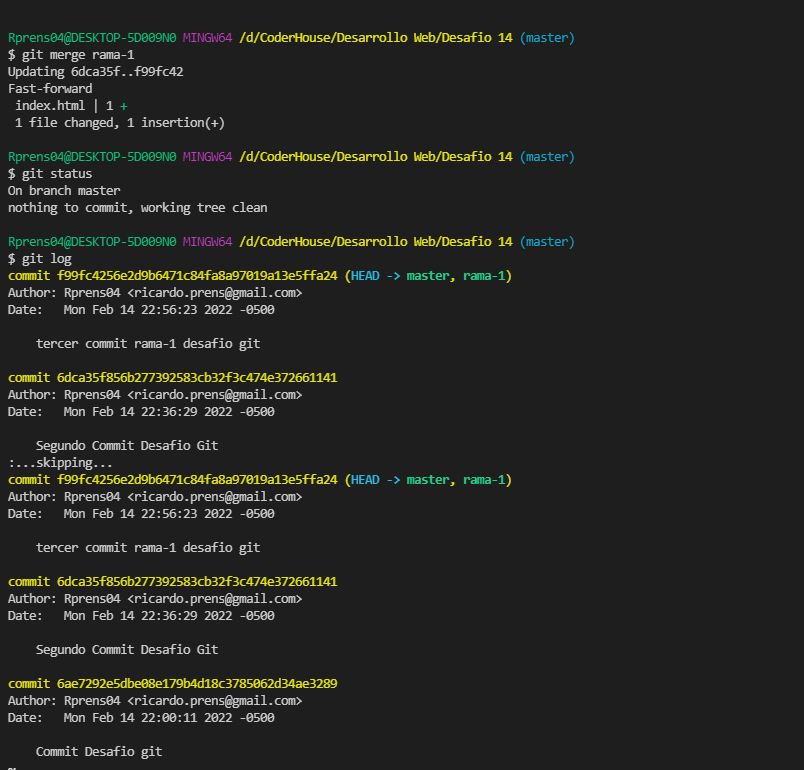 Rprens04@DESKTOP-5D009N0 MINGW64 /d/CoderHouse/Desarrollo Web/Desafio 14 (master)
$ git merge rama-1
Updating 6dca35f..f99fc42
Fast-forward
 index.html | 1 +
 1 file changed, 1 insertion(+)

Rprens04@DESKTOP-5D009N0 MINGW64 /d/CoderHouse/Desarrollo Web/Desafio 14 (master)
$ git status
On branch master
nothing to commit, working tree clean

Rprens04@DESKTOP-5D009N0 MINGW64 /d/CoderHouse/Desarrollo Web/Desafio 14 (master)
$ git log
commit f99fc4256e2d9b6471c84fa8a97019a13e5ffa24 (HEAD -> master, rama-1)
Author: Rprens04 <ricardo.prens@gmail.com>
Date:   Mon Feb 14 22:56:23 2022 -0500

    tercer commit rama-1 desafio git

commit 6dca35f856b277392583cb32f3c474e372661141
Author: Rprens04 <ricardo.prens@gmail.com>
Date:   Mon Feb 14 22:36:29 2022 -0500

    Segundo Commit Desafio Git
:...skipping...
commit f99fc4256e2d9b6471c84fa8a97019a13e5ffa24 (HEAD -> master, rama-1)
Author: Rprens04 <ricardo.prens@gmail.com>
Date:   Mon Feb 14 22:56:23 2022 -0500

    tercer commit rama-1 desafio git

commit 6dca35f856b277392583cb32f3c474e372661141
Author: Rprens04 <ricardo.prens@gmail.com>
Date:   Mon Feb 14 22:36:29 2022 -0500

    Segundo Commit Desafio Git

commit 6ae7292e5dbe08e179b4d18c3785062d34ae3289
Author: Rprens04 <ricardo.prens@gmail.com>
Date:   Mon Feb 14 22:00:11 2022 -0500

    Commit Desafio git